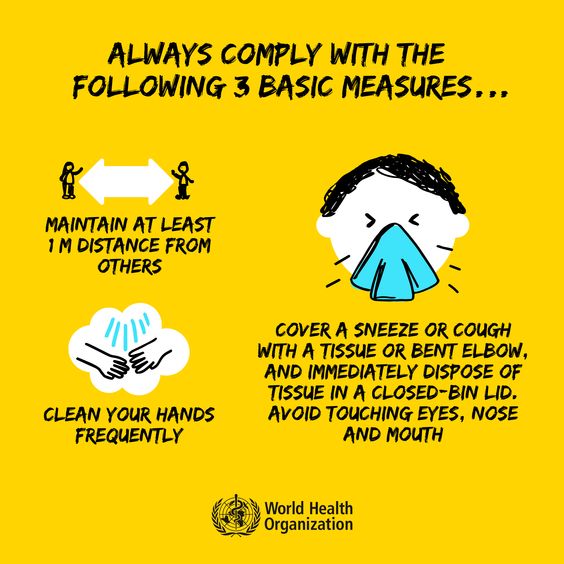 ALWAYS COMPLY WITH THE
FOLLOWING 3 BASIC MEASURES...
MAINTAIN AT LEAST
1 M DISTANCE FROM
OTHERS
CLEAN YOUR HANDS
FREQUENTLY
COVER A SNEEZE OR COUGH
WITH A TISSUE OR BENT ELBOW,
AND IMMEDIATELY DISPOSE OF
TISSUE IN A CLOSED-BIN LID.
AVOID TOUCHING EYES, NOSE
AND MOUTH
World Health
Organization